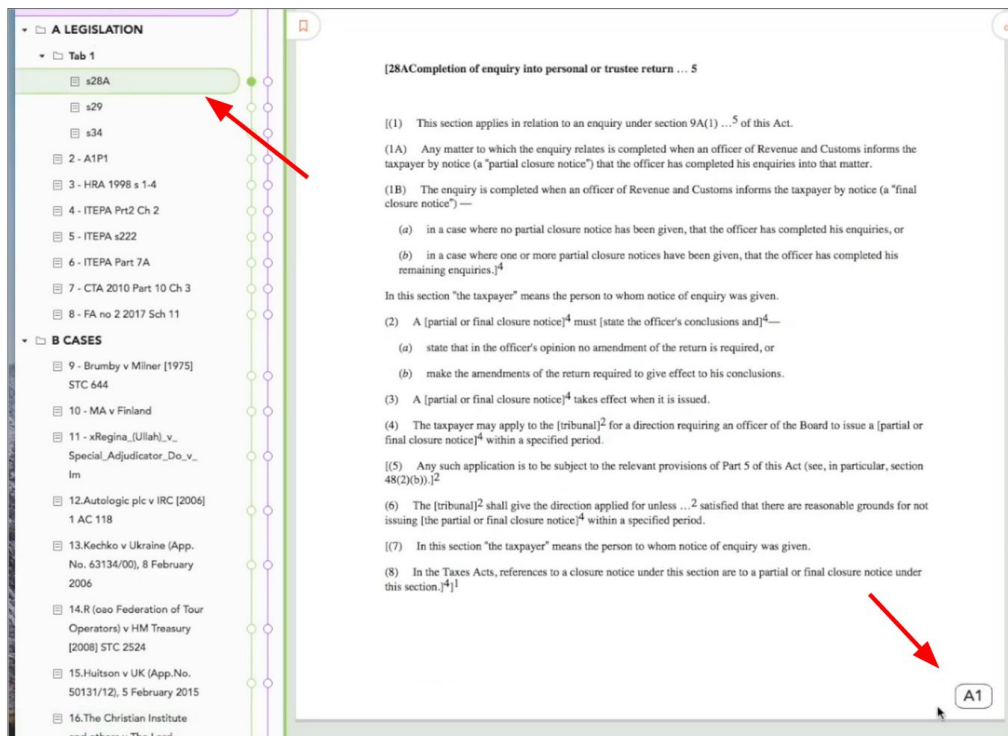 A LEGISLATION
Tab 1
s28A
s29
s34
2 - A1P1
3 - HRA 1998 s 1-4
4 - ITEPA Prt2 Ch 2
5 - ITEPA s222
6 - ITEPA Part 7A
7 - CTA 2010 Part 10 Ch 3
8 - FA no 2 2017 Sch 11
B CASES
9 - Brumby v Milner [1975]
STC 644
10 - MA v Finland
11 - xRegina_(Ullah)_v_
Special_Adjudicator_Do_v_
Im
12.Autologic plc v IRC [2006]
1 AC 118
13.Kechko v Ukraine (App.
No. 63134/00), 8 February
2006
14.R (oao Federation of Tour
Operators) v HM Treasury
[2008] STC 2524
15.Huitson v UK (App.No.
50131/12), 5 February 2015
16.The Christian Institute
and others v The Lord
[28ACompletion of enquiry into personal or trustee return … 5
[(1) This section applies in relation to an enquiry under section 9A(1) …5 of this Act.
(1A) Any matter to which the enquiry relates is completed when an officer of Revenue and Customs informs the
taxpayer by notice (a "partial closure notice") that the officer has completed his enquiries into that matter.
(1B) The enquiry is completed when an officer of Revenue and Customs informs the taxpayer by notice (a "final
closure notice") —
(a) in a case where no partial closure notice has been given, that the officer has completed his enquiries, or
(b) in a case where one or more partial closure notices have been given, that the officer has completed his
remaining enquiries.]4
In this section "the taxpayer" means the person to whom notice of enquiry was given.
(2) A [partial or final closure notice]4 must [state the officer's conclusions and]4—
(a) state that in the officer's opinion no amendment of the return is required, or
(b) make the amendments of the return required to give effect to his conclusions.
(3) A [partial or final closure notice]4 takes effect when it is issued.
(4) The taxpayer may apply to the [tribunal]2 for a direction requiring an officer of the Board to issue a [partial or
final closure notice]4 within a specified period.
[(5) Any such application is to be subject to the relevant provisions of Part 5 of this Act (see, in particular, section
48(2)(b)).]2
(6) The [tribunal]2 shall give the direction applied for unless …2 satisfied that there are reasonable grounds for not
issuing [the partial or final closure notice]4 within a specified period.
[(7) In this section "the taxpayer" means the person to whom notice of enquiry was given.
(8) In the Taxes Acts, references to a closure notice under this section are to a partial or final closure notice under
this section.]4]1
A1